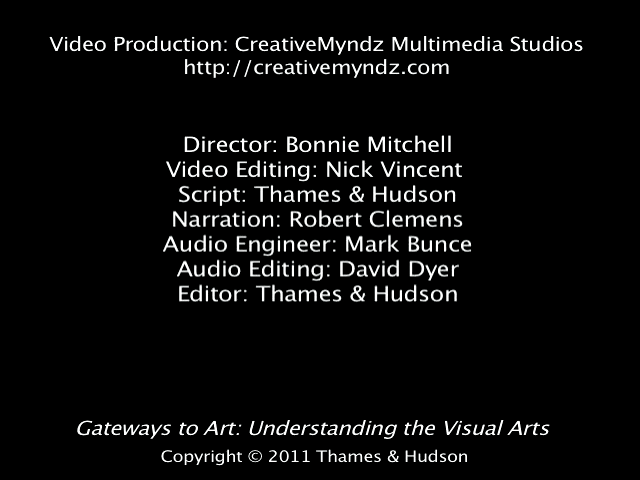 Video Production: CreativeMyndz Multimedia Studios
http://creativemyndz.com
Director: Bonnie Mitchell
Video Editing: Nick Vincent
Script: Thames & Hudson
Narration: Robert Clemens
Audio Engineer: Mark Bunce
Audio Editing: David Dyer
Editor: Thames & Hudson
Gateways to Art: Understanding the Visual Arts
Copyright © 2011 Thames & Hudson